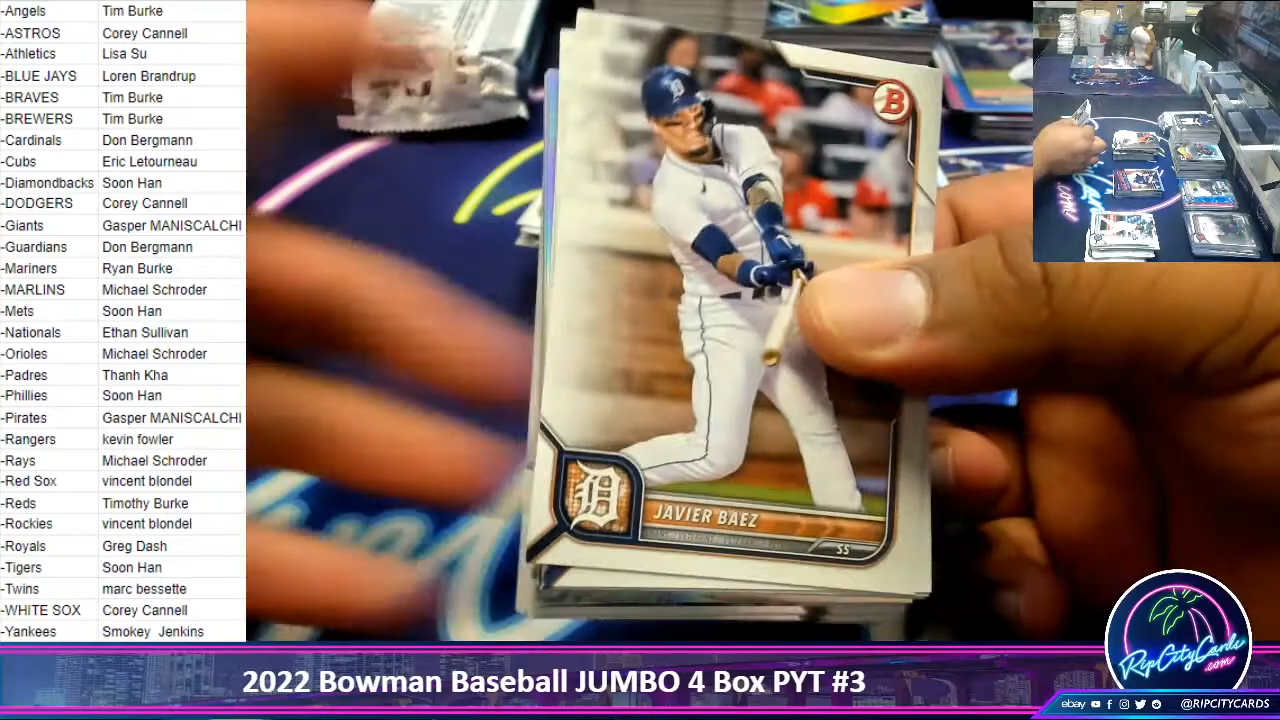 -Angels Tim Burke
-ASTROS Corey Cannell
-Athletics Lisa Su
-BLUE JAYS Loren Brandrup
-BRAVES Tim Burke
-BREWERS Tim Burke
-Cardinals Don Bergmann
-Cubs Eric Letourneau
-Diamondbacks Soon Han
-DODGERS Corey Cannell
-Giants Gasper MANISCALCHI
-Guardians Don Bergmann
-Mariners Ryan Burke
-MARLINS Michael Schroder
-Mets Soon Han
-Nationals Ethan Sullivan
-Orioles Michael Schroder
-Padres Thanh Kha
-Phillies Soon Han
-Pirates Gasper MANISCALCHI
-Rangers kevin fowler
-Rays Michael Schroder
-Red Sox vincent blondel
-Reds Timothy Burke
-Rockies vincent blondel
-Royals Greg Dash
-Tigers Soon Han
-Twins marc bessette
-WHITE SOX Corey Cannell
-Yankees Smokey Jenkins
B
D
D
JAVIER BAEZ
SS
RipCityCards
.com
2022 Bowman Baseball JUMBO 4 Box PYT #3
ebay @RIPCITYCARDS